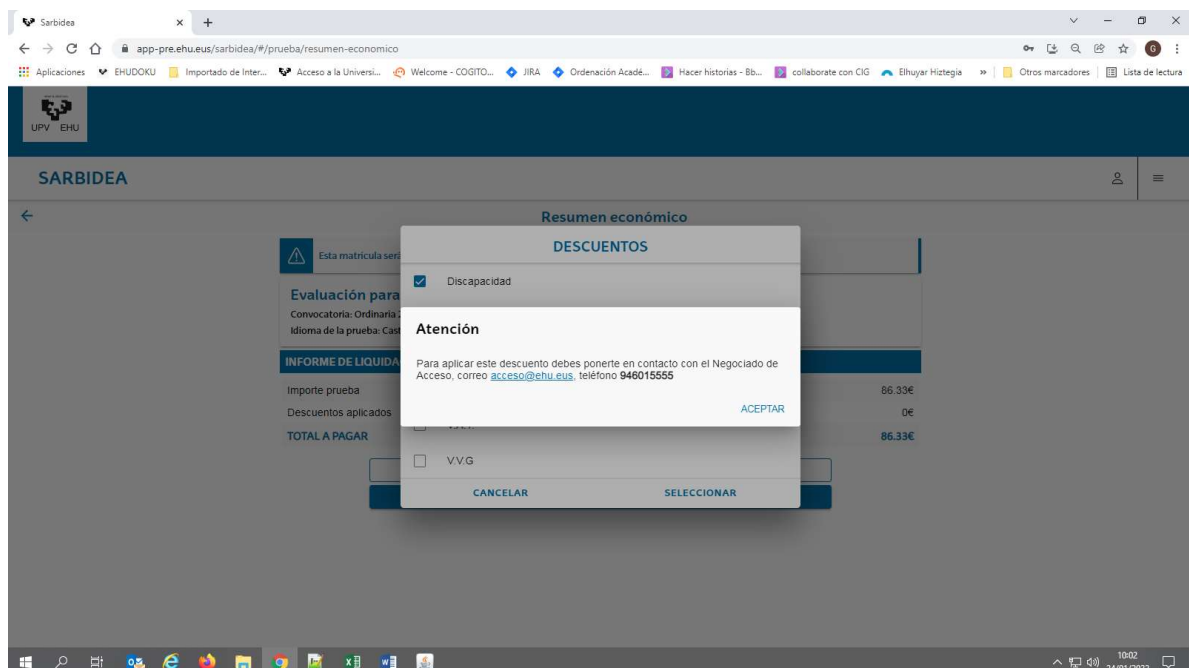 Sarbidea
app-pre.ehu.eus/sarbidea/#/prueba/resumen-economico
Aplicaciones EHUDOKU Importado de Inter... Acceso a la Universi... Welcome - COGITO... JIRA Ordenación Acadé... Hacer historias - Bb... collaborate con CIG Elhuyar Hiztegia » Otros marcadores Lista de lectura
UPV EHU
SARBIDEA
Resumen económico
Esta matrícula ser
DESCUENTOS
Discapacidad
Evaluación para
Convocatoria: Ordinaria
Idioma de la prueba: Cast
Atención
Para aplicar este descuento debes ponerte en contacto con el Negociado de
Acceso, correo acceso@ehu.eus, teléfono 946015555
ACEPTAR
INFORME DE LIQUIDA
Importe prueba 86.33€
Descuentos aplicados 0€
TOTAL A PAGAR 86.33€
V.V.G
CANCELAR SELECCIONAR
10:02